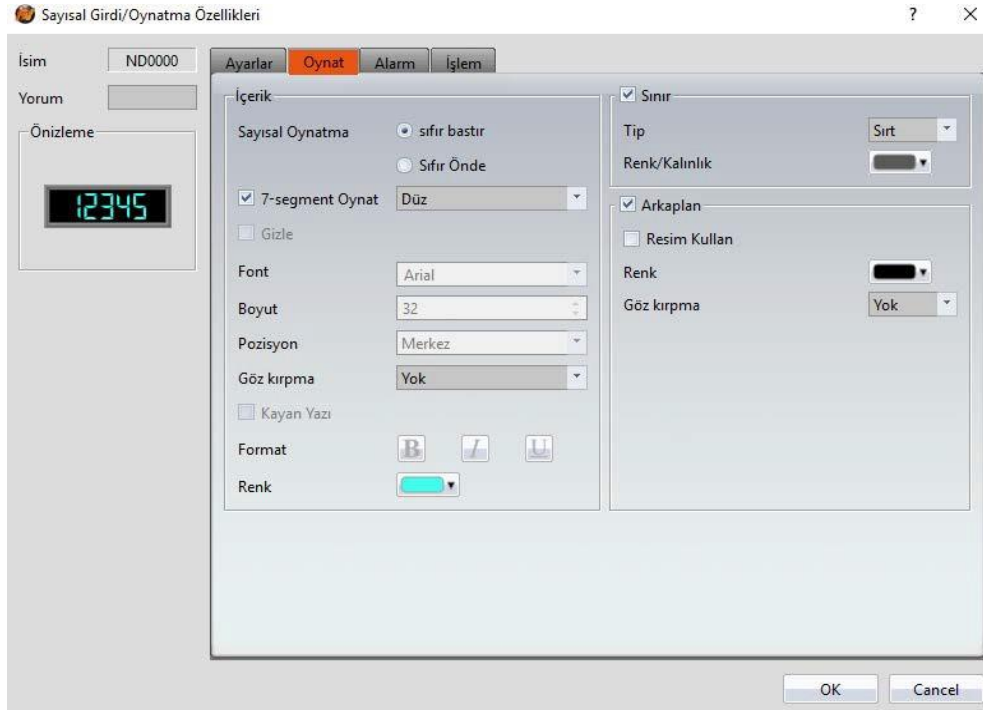 Sayısal Girdi/Oynatma Özellikleri
?
İsim ND0000
Yorum
Önizleme
12345
Ayarlar Oynat Alarm İşlem
İçerik
Sayısal Oynatma sıfır bastır
Sıfır Önde
7-segment Oynat Düz
Gizle
Font Arial
Boyut 32
Pozisyon Merkez
Göz kırpma Yok
Kayan Yazı
Format B I U
Renk
Sınır
Tip Sırt
Renk/Kalınlık
Arkaplan
Resim Kullan
Renk
Göz kırpma Yok
OK Cancel